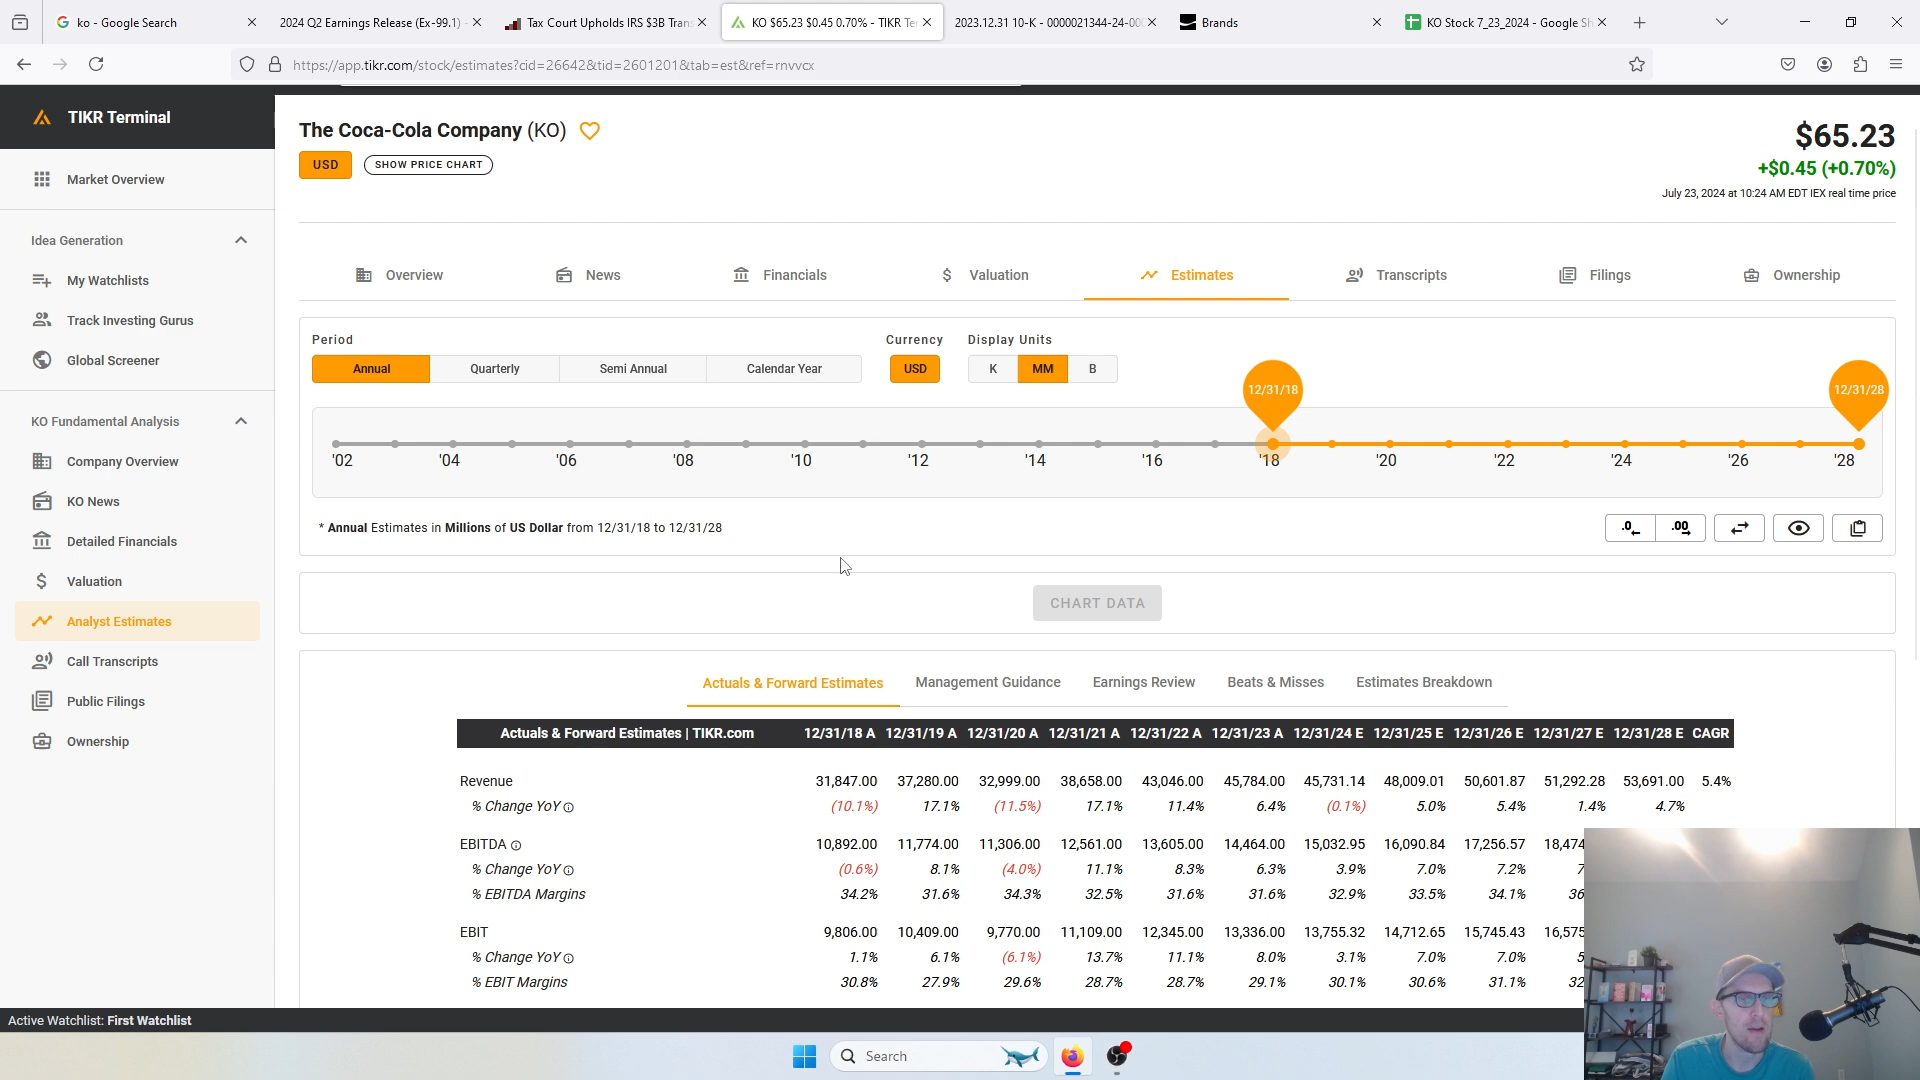 ko - Google Search
2024 Q2 Earnings Release (Ex-99.1) -
Tax Court Upholds IRS $3B Tran
KO $65.23 $0.45 0.70% - TIKR Te
2023.12.31 10-K - 0000021344-24-00
Brands
KO Stock 7_23_2024 - Google Sh
https://app.tikr.com/stock/estimates?cid=26642&tid=2601201&tab=est&ref=rnvvcx
TIKR Terminal
Market Overview
Idea Generation
My Watchlists
Track Investing Gurus
Global Screener
KO Fundamental Analysis
Company Overview
KO News
Detailed Financials
Valuation
Analyst Estimates
Call Transcripts
Public Filings
Ownership
The Coca-Cola Company (KO)
USD SHOW PRICE CHART
$65.23
+$0.45 (+0.70%)
July 23, 2024 at 10:24 AM EDT IEX real time price
Overview News Financials Valuation Estimates Transcripts Filings Ownership
Period Currency Display Units
Annual Quarterly Semi Annual Calendar Year USD K MM B
12/31/18 12/31/28
'02 '04 '06 '08 '10 '12 '14 '16 '18 '20 '22 '24 '26 '28
* Annual Estimates in Millions of US Dollar from 12/31/18 to 12/31/28
.0 .00
CHART DATA
Actuals & Forward Estimates Management Guidance Earnings Review Beats & Misses Estimates Breakdown
Actuals & Forward Estimates | TIKR.com 12/31/18 A 12/31/19 A 12/31/20 A 12/31/21 A 12/31/22 A 12/31/23 A 12/31/24 E 12/31/25 E 12/31/26 E 12/31/27 E 12/31/28 E CAGR
Revenue 31,847.00 37,280.00 32,999.00 38,658.00 43,046.00 45,784.00 45,731.14 48,009.01 50,601.87 51,292.28 53,691.00 5.4%
% Change YoY (10.1%) 17.1% (11.5%) 17.1% 11.4% 6.4% (0.1%) 5.0% 5.4% 1.4% 4.7%
EBITDA 10,892.00 11,774.00 11,306.00 12,561.00 13,605.00 14,464.00 15,032.95 16,090.84 17,256.57 18,474
% Change YoY (0.6%) 8.1% (4.0%) 11.1% 8.3% 6.3% 3.9% 7.0% 7.2% 7
% EBITDA Margins 34.2% 31.6% 34.3% 32.5% 31.6% 31.6% 32.9% 33.5% 34.1% 36
EBIT 9,806.00 10,409.00 9,770.00 11,109.00 12,345.00 13,336.00 13,755.32 14,712.65 15,745.43 16,575
% Change YoY 1.1% 6.1% (6.1%) 13.7% 11.1% 8.0% 3.1% 7.0% 7.0% 5
% EBIT Margins 30.8% 27.9% 29.6% 28.7% 28.7% 29.1% 30.1% 30.6% 31.1% 32
Active Watchlist: First Watchlist
Search